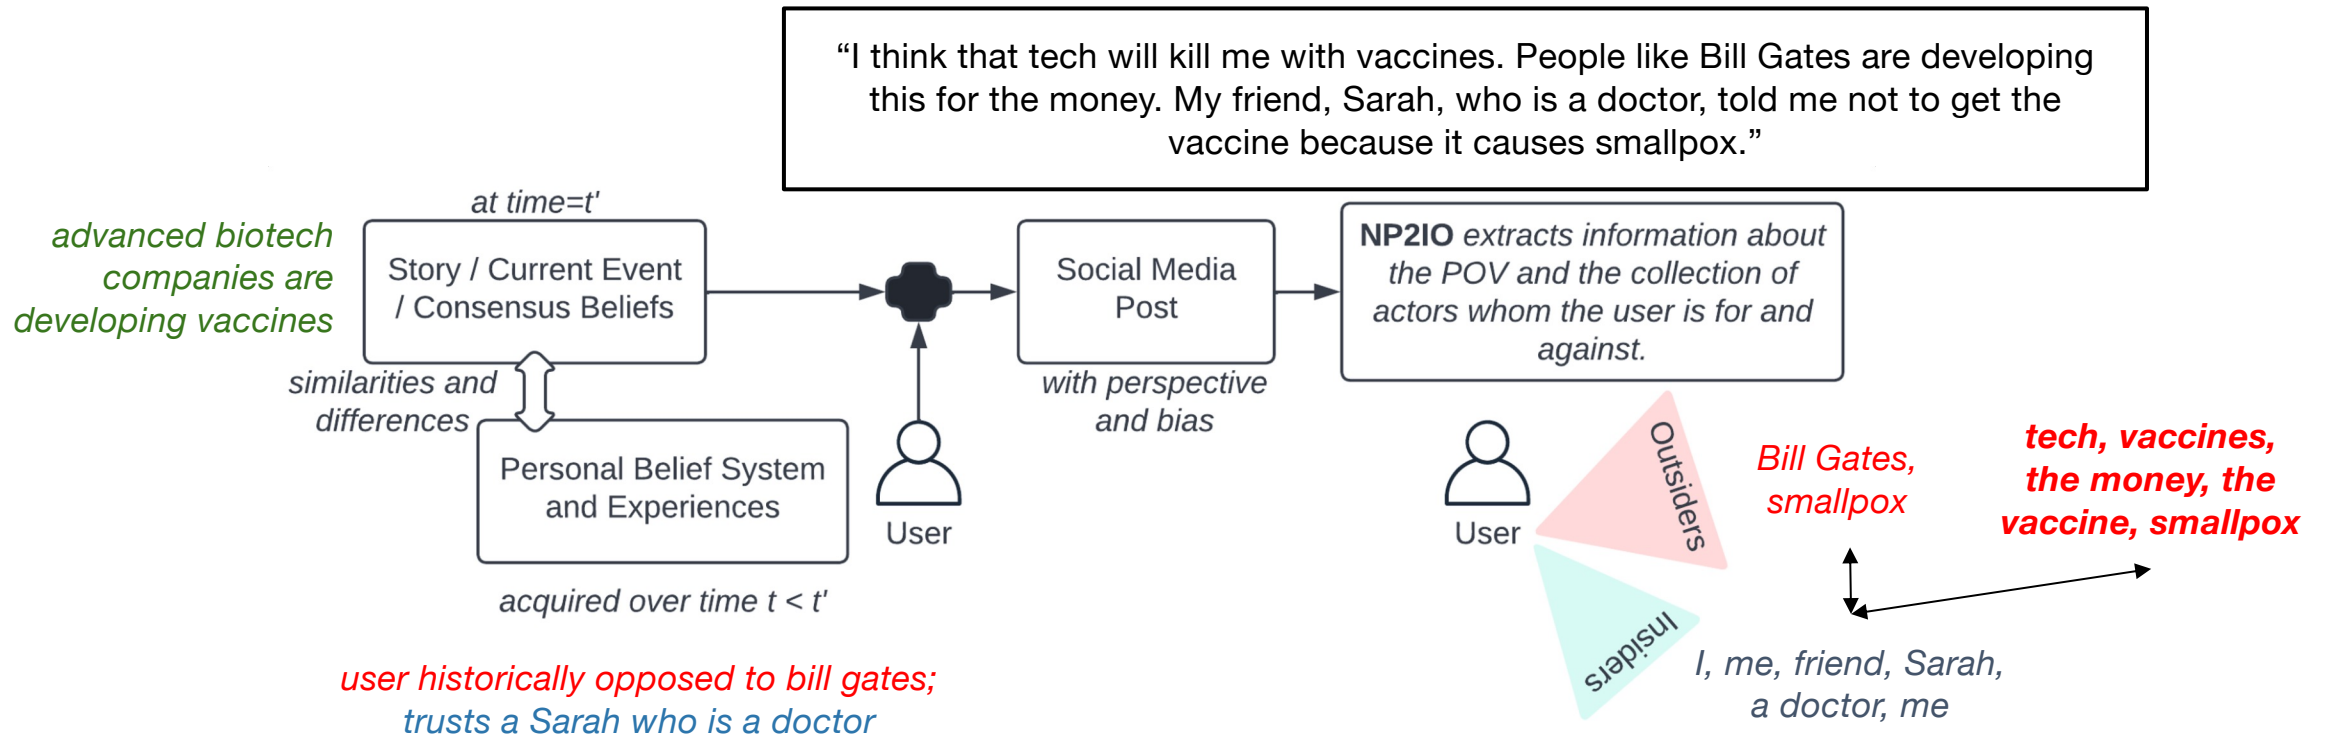 “I think that tech will kill me with vaccines. People like Bill Gates are developing
this for the money. My friend, Sarah, who is a doctor, told me not to get the
vaccine because it causes smallpox.”
at time=t'
advanced biotech
companies are
developing vaccines
Story / Current Event
/ Consensus Beliefs
similarities and
differences
Personal Belief System
and Experiences
acquired over time t < t'
user historically opposed to bill gates;
trusts a Sarah who is a doctor
User
Social Media
Post
with perspective
and bias
NP2IO extracts information about
the POV and the collection of
actors whom the user is for and
against.
User
Outsiders
Insiders
Bill Gates,
smallpox
tech, vaccines,
the money, the
vaccine, smallpox
I, me, friend, Sarah,
a doctor, me